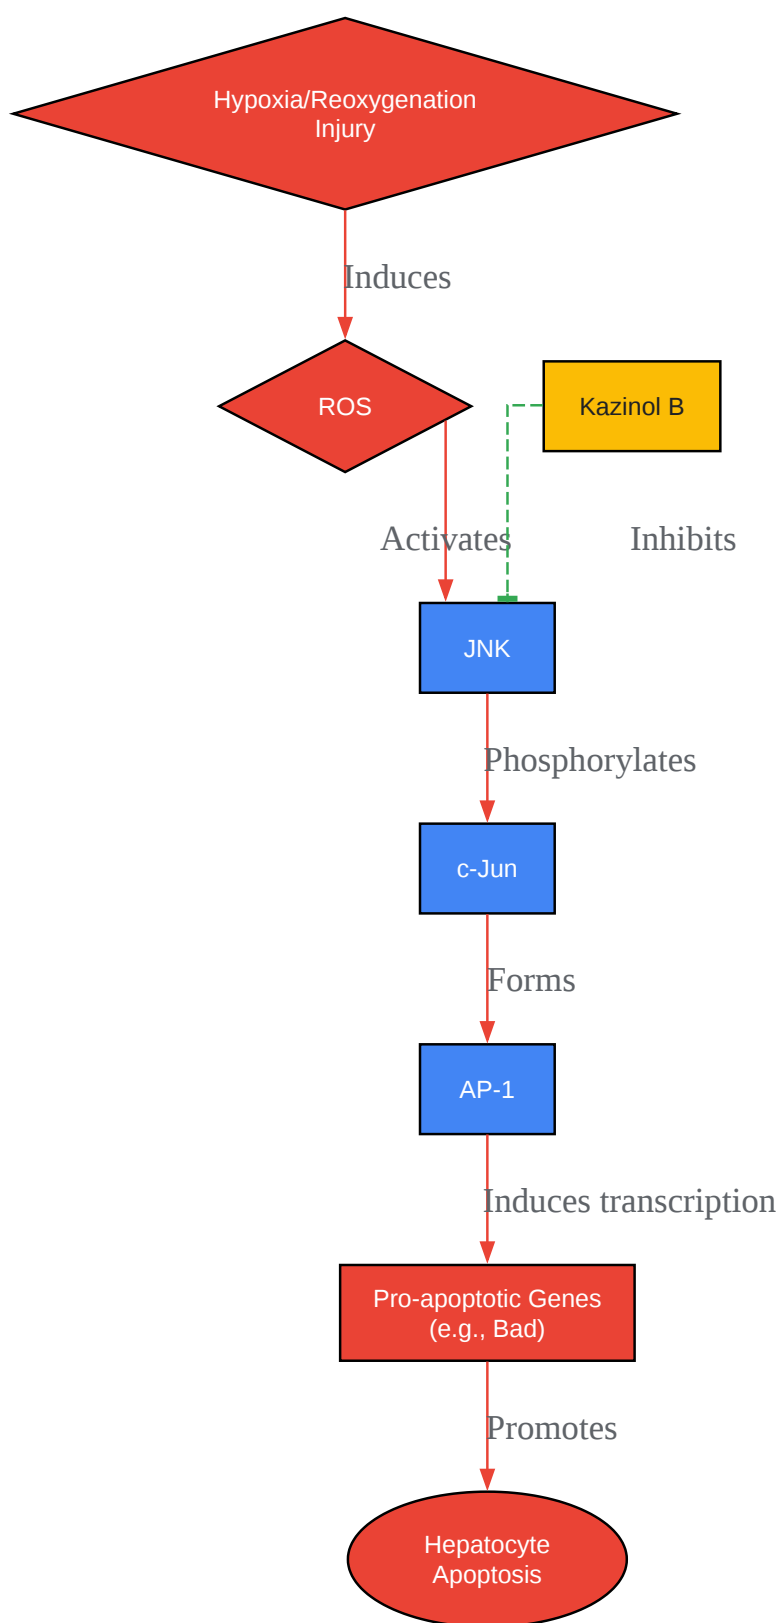 Hypoxia/Reoxygenation
Injury
Induces
ROS
Kazinol B
Activates
Inhibits
JNK
Phosphorylates
c-Jun
Forms
AP-1
Induces transcription
Pro-apoptotic Genes
(e.g., Bad)
Promotes
Hepatocyte
Apoptosis